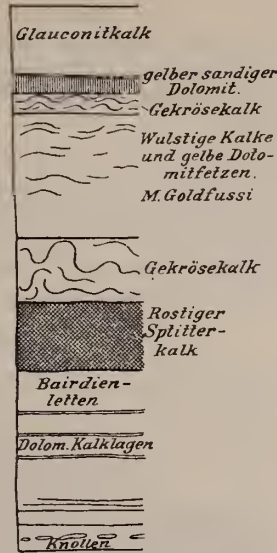 Glauconitkalk
gelber sandiger
Dolomit.
Gekrösekalk
Wulstige Kalke
und gelbe Dolo-
mitfetzen.
M. Goldfussi
Gekrösekalk
Rostiger
Splitter-
kalk
Bairdien-
letten
Dolom. Kalklagen
Knollen